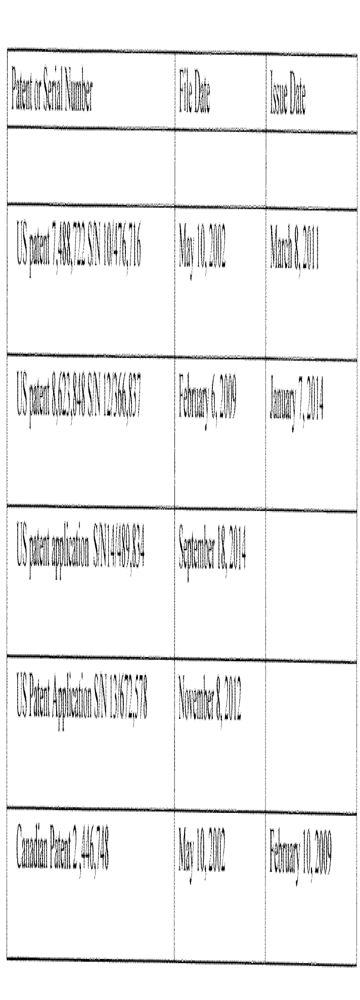 Patent or Serial Number File Date Issue Date
US patent 7,488,722 S/N 10/476,716 May 10, 2002 March 8, 2011
US patent 8,623,848 S/N 12/366,837 February 6, 2009 January 7, 2014
US patent application S/N14/489,834 September 18, 2014
US Patent Application S/N 13/672,578 November 8, 2012
Canadian Patent 2,446,748 May 10, 2002 February 10, 2009